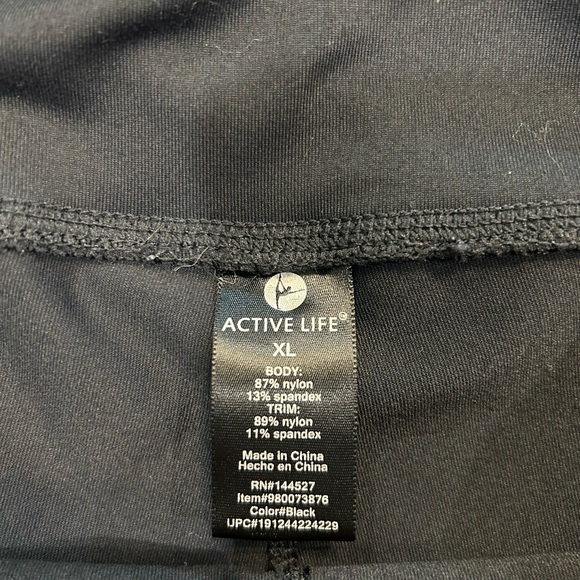 ACTIVE LIFE™
XL
BODY:
87% nylon
13% spandex
TRIM:
89% nylon
11% spandex
Made in China
Hecho en China
RN#144527
Item#980073876
Color#Black
UPC#191244224229